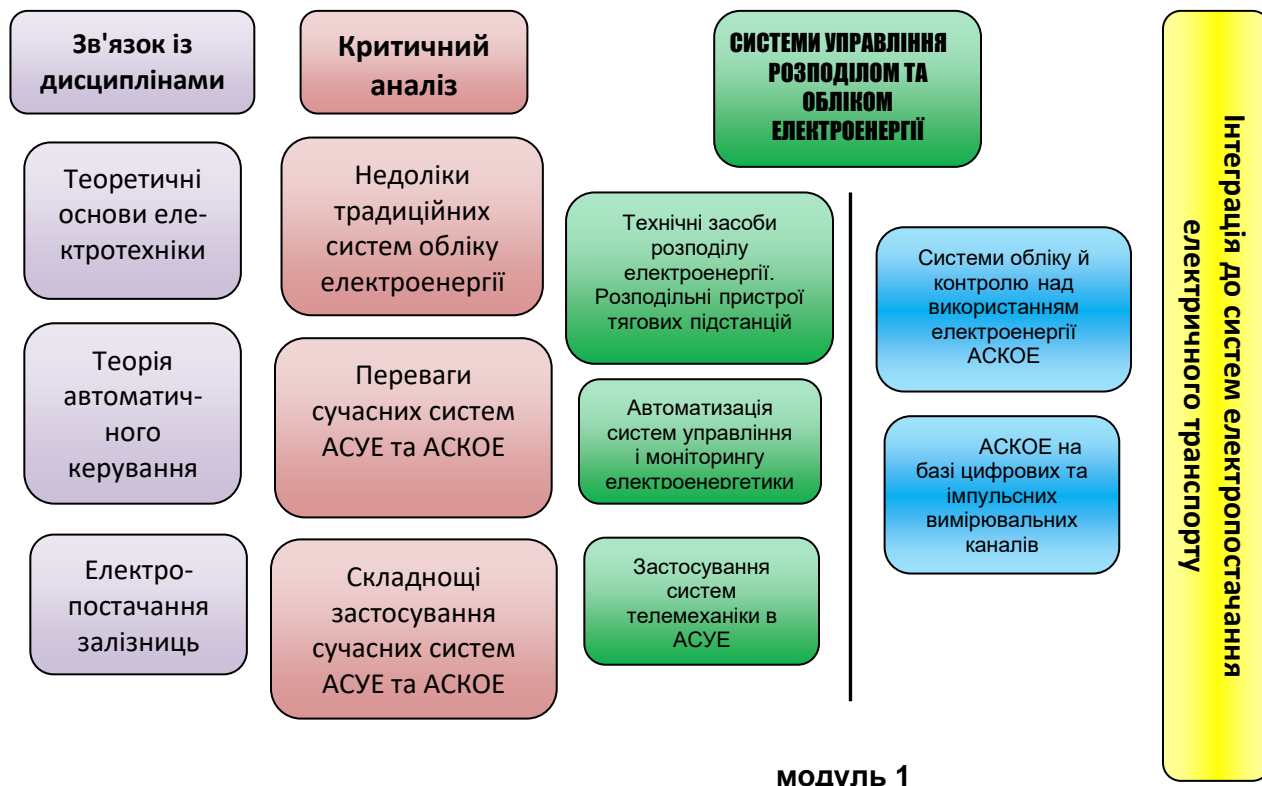 Зв'язок із
дисциплінами
Теоретичні
основи еле-
ктротехніки
Теорія
автоматич-
ного
керування
Електро-
постачання
залізниць
Критичний
аналіз
Недоліки
традиційних
систем обліку
електроенергії
Переваги
сучасних систем
АСУЕ та АСКОЕ
Складнощі
застосування
сучасних систем
АСУЕ та АСКОЕ
СИСТЕМИ УПРАВЛІННЯ
РОЗПОДІЛОМ ТА
ОБЛІКОМ
ЕЛЕКТРОЕНЕРГІЇ
Технічні засоби
розподілу
електроенергії.
Розподільні пристрої
тягових підстанцій
Автоматизація
систем управління
і моніторингу
електроенергетики
Застосування
систем
телемеханіки в
АСУЕ
Системи обліку й
контролю над
використанням
електроенергії
АСКОЕ
АСКОЕ на
базі цифрових та
імпульсних
вимірювальних
каналів
Інтеграція до систем електропостачання
електричного транспорту
модуль 1